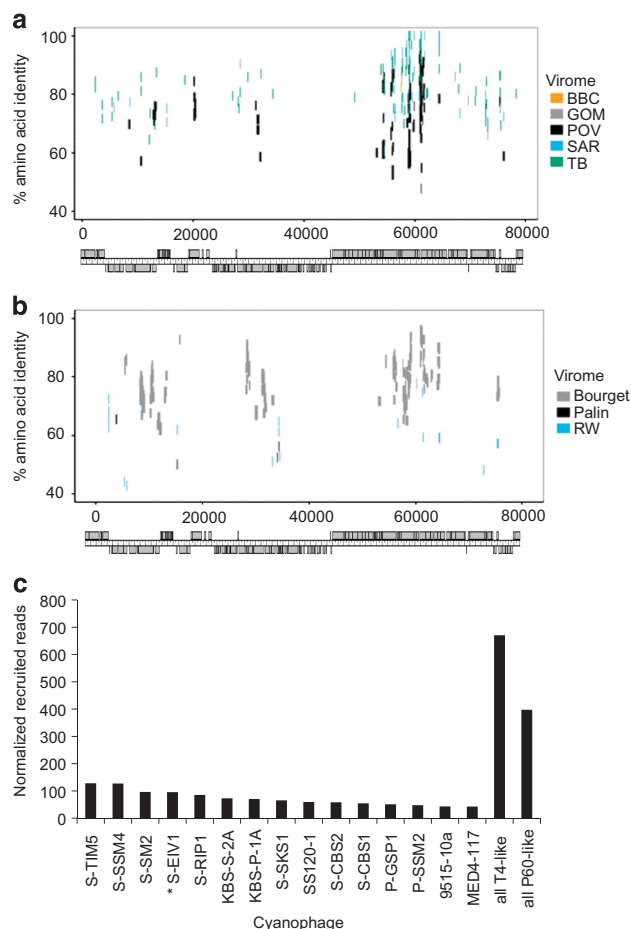 a
% amino acid identity
100
80
60
40
0 20000 40000 60000 80000
Virome
BBC
GOM
POV
SAR
TB
b
% amino acid identity
100
80
60
40
0 20000 40000 60000 80000
Virome
Bourget
Palin
RW
c
Normalized recruited reads
800
700
600
500
400
300
200
100
0
S-TIM5
S-SSM4
S-SM2
* S-EIV1
S-RIP1
KBS-S-2A
KBS-P-1A
S-SKS1
SS120-1
S-CBS2
S-CBS1
P-GSP1
P-SSM2
9515-10a
MED4-117
all T4-like
all P60-like
Cyanophage